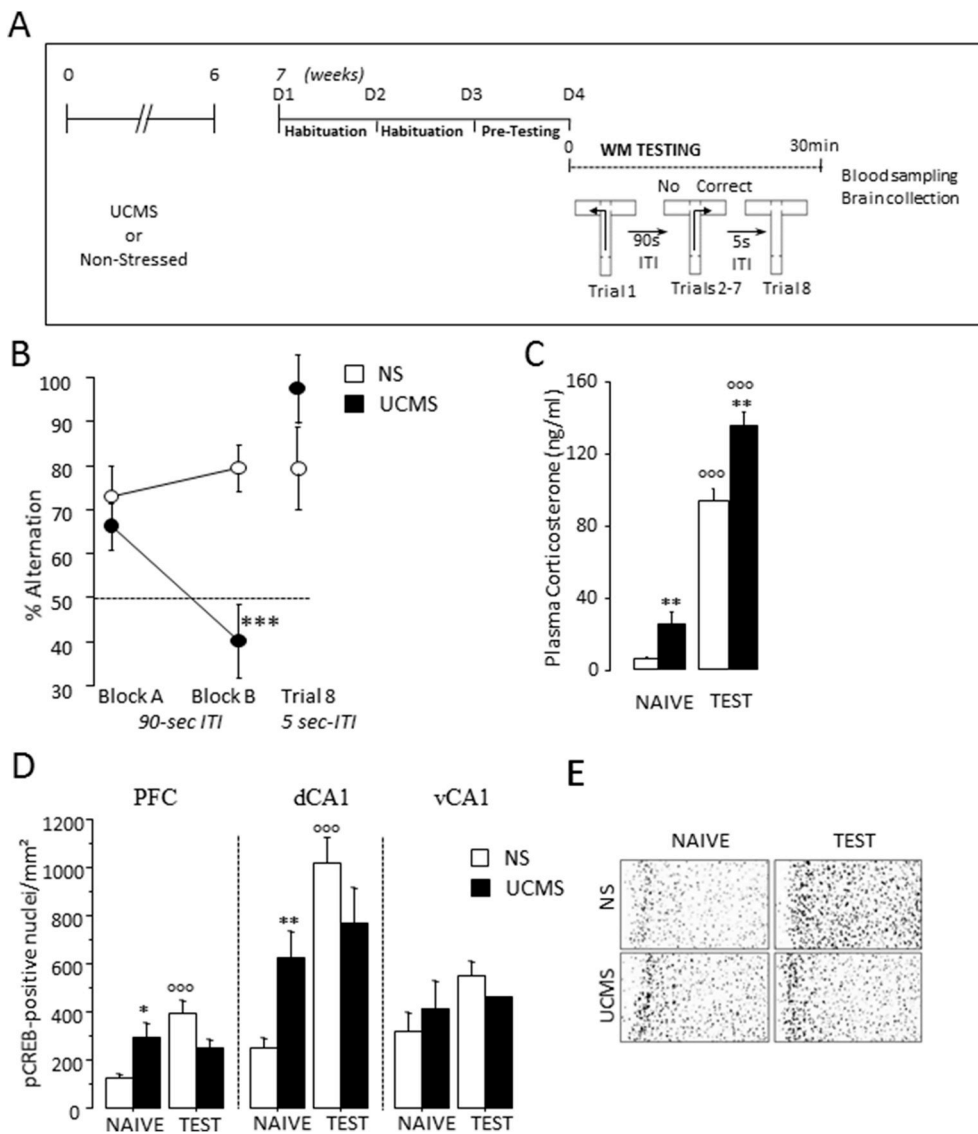 A
0 6 7 (weeks)
D1 D2 D3 D4
Habituation Habituation Pre-Testing
0 WM TESTING 30min
Blood sampling
Brain collection
No Correct
UCMS
or
Non-Stressed
90s 5s
ITI ITI
Trial 1 Trials 2-7 Trial 8
B
NS
UCMS
% Alternation
100
90
80
70
60
50
40
30
***
Block A Block B Trial 8
90-sec ITI 5 sec-ITI
C
Plasma Corticosterone (ng/ml)
160
120
80
40
0
°°°
**
°°°
**
NAIVE TEST
D
PFC dCA1 vCA1
pCREB-positive nuclei/mm²
1200
1000
800
600
400
200
0
NS
UCMS
°°°
**
°°°
*
NAIVE TEST NAIVE TEST NAIVE TEST
E
NAIVE TEST
NS
UCMS